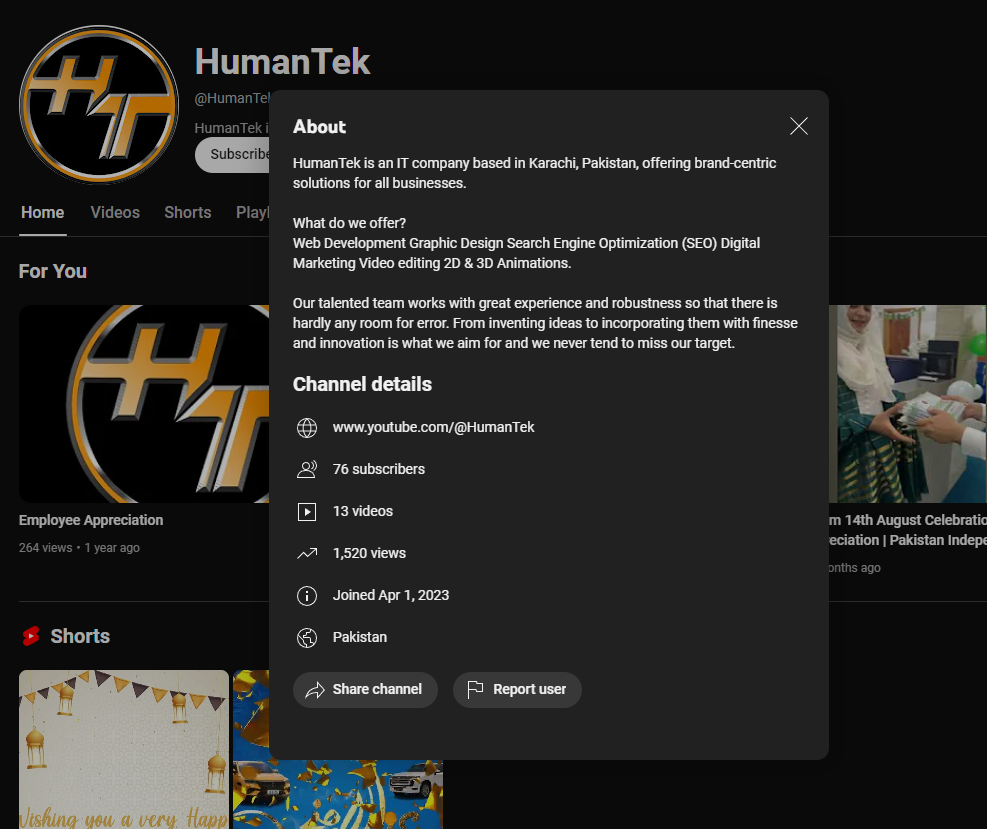 HT
HumanTek
@HumanTek
HumanTek i
Subscribe
Home Videos Shorts Playl
For You
HT
Employee Appreciation
264 views • 1 year ago
m 14th August Celebratio
eciation | Pakistan Indepe
onths ago
Shorts
Wishing you a very Happ
About
HumanTek is an IT company based in Karachi, Pakistan, offering brand-centric
solutions for all businesses.
What do we offer?
Web Development Graphic Design Search Engine Optimization (SEO) Digital
Marketing Video editing 2D & 3D Animations.
Our talented team works with great experience and robustness so that there is
hardly any room for error. From inventing ideas to incorporating them with finesse
and innovation is what we aim for and we never tend to miss our target.
Channel details
www.youtube.com/@HumanTek
76 subscribers
13 videos
1,520 views
Joined Apr 1, 2023
Pakistan
Share channel
Report user